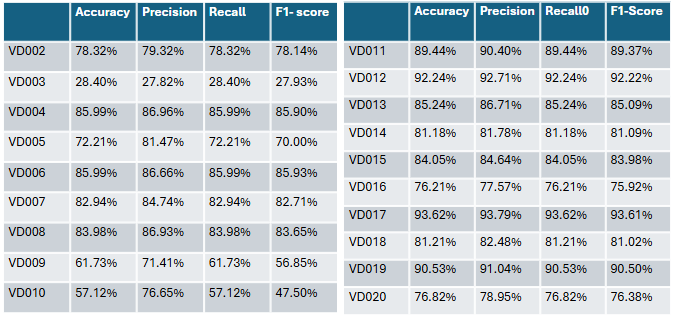 Accuracy Precision Recall F1- score
VD002 78.32% 79.32% 78.32% 78.14%
VD003 28.40% 27.82% 28.40% 27.93%
VD004 85.99% 86.96% 85.99% 85.90%
VD005 72.21% 81.47% 72.21% 70.00%
VD006 85.99% 86.66% 85.99% 85.93%
VD007 82.94% 84.74% 82.94% 82.71%
VD008 83.98% 86.93% 83.98% 83.65%
VD009 61.73% 71.41% 61.73% 56.85%
VD010 57.12% 76.65% 57.12% 47.50%
Accuracy Precision Recall0 F1-Score
VD011 89.44% 90.40% 89.44% 89.37%
VD012 92.24% 92.71% 92.24% 92.22%
VD013 85.24% 86.71% 85.24% 85.09%
VD014 81.18% 81.78% 81.18% 81.09%
VD015 84.05% 84.64% 84.05% 83.98%
VD016 76.21% 77.57% 76.21% 75.92%
VD017 93.62% 93.79% 93.62% 93.61%
VD018 81.21% 82.48% 81.21% 81.02%
VD019 90.53% 91.04% 90.53% 90.50%
VD020 76.82% 78.95% 76.82% 76.38%